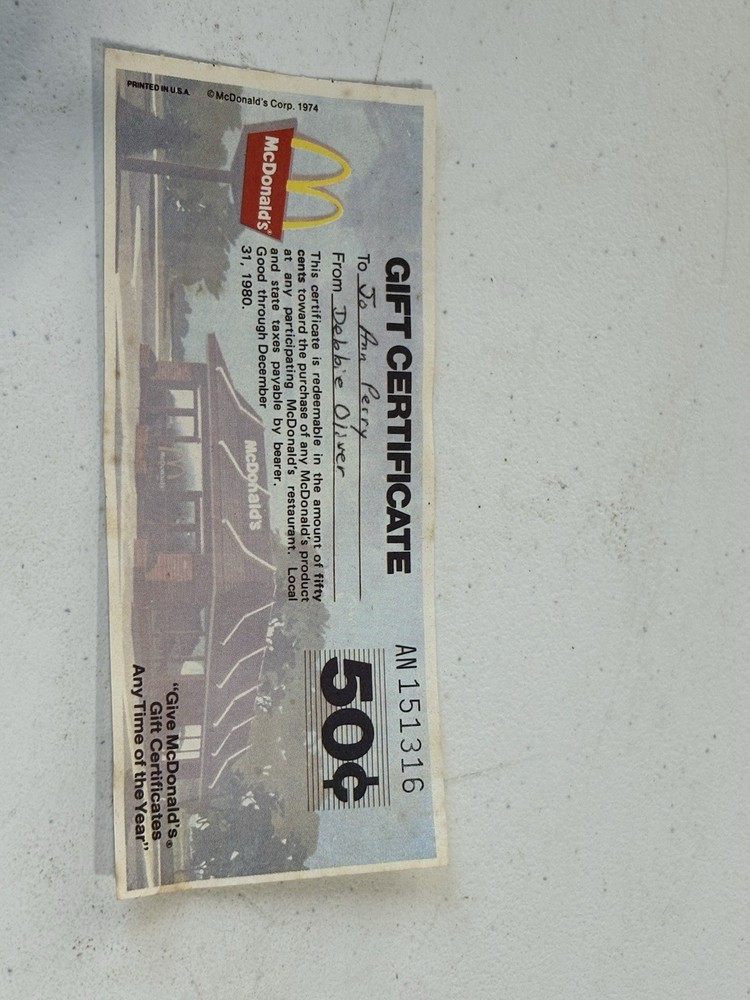 PRINTED IN U.S.A. © McDonald's Corp. 1974
McDonald's®
GIFT CERTIFICATE
AN 151316
To Jo Ann Perry
From Debbie Oliver
50¢
This certificate is redeemable in the amount of fifty
cents toward the purchase of any McDonald's product
at any participating McDonald's restaurant. Local
and state taxes payable by bearer.
Good through December
31, 1980.
McDonald's
McDonald's
"Give McDonald's®
Gift Certificates
Any Time of the Year"